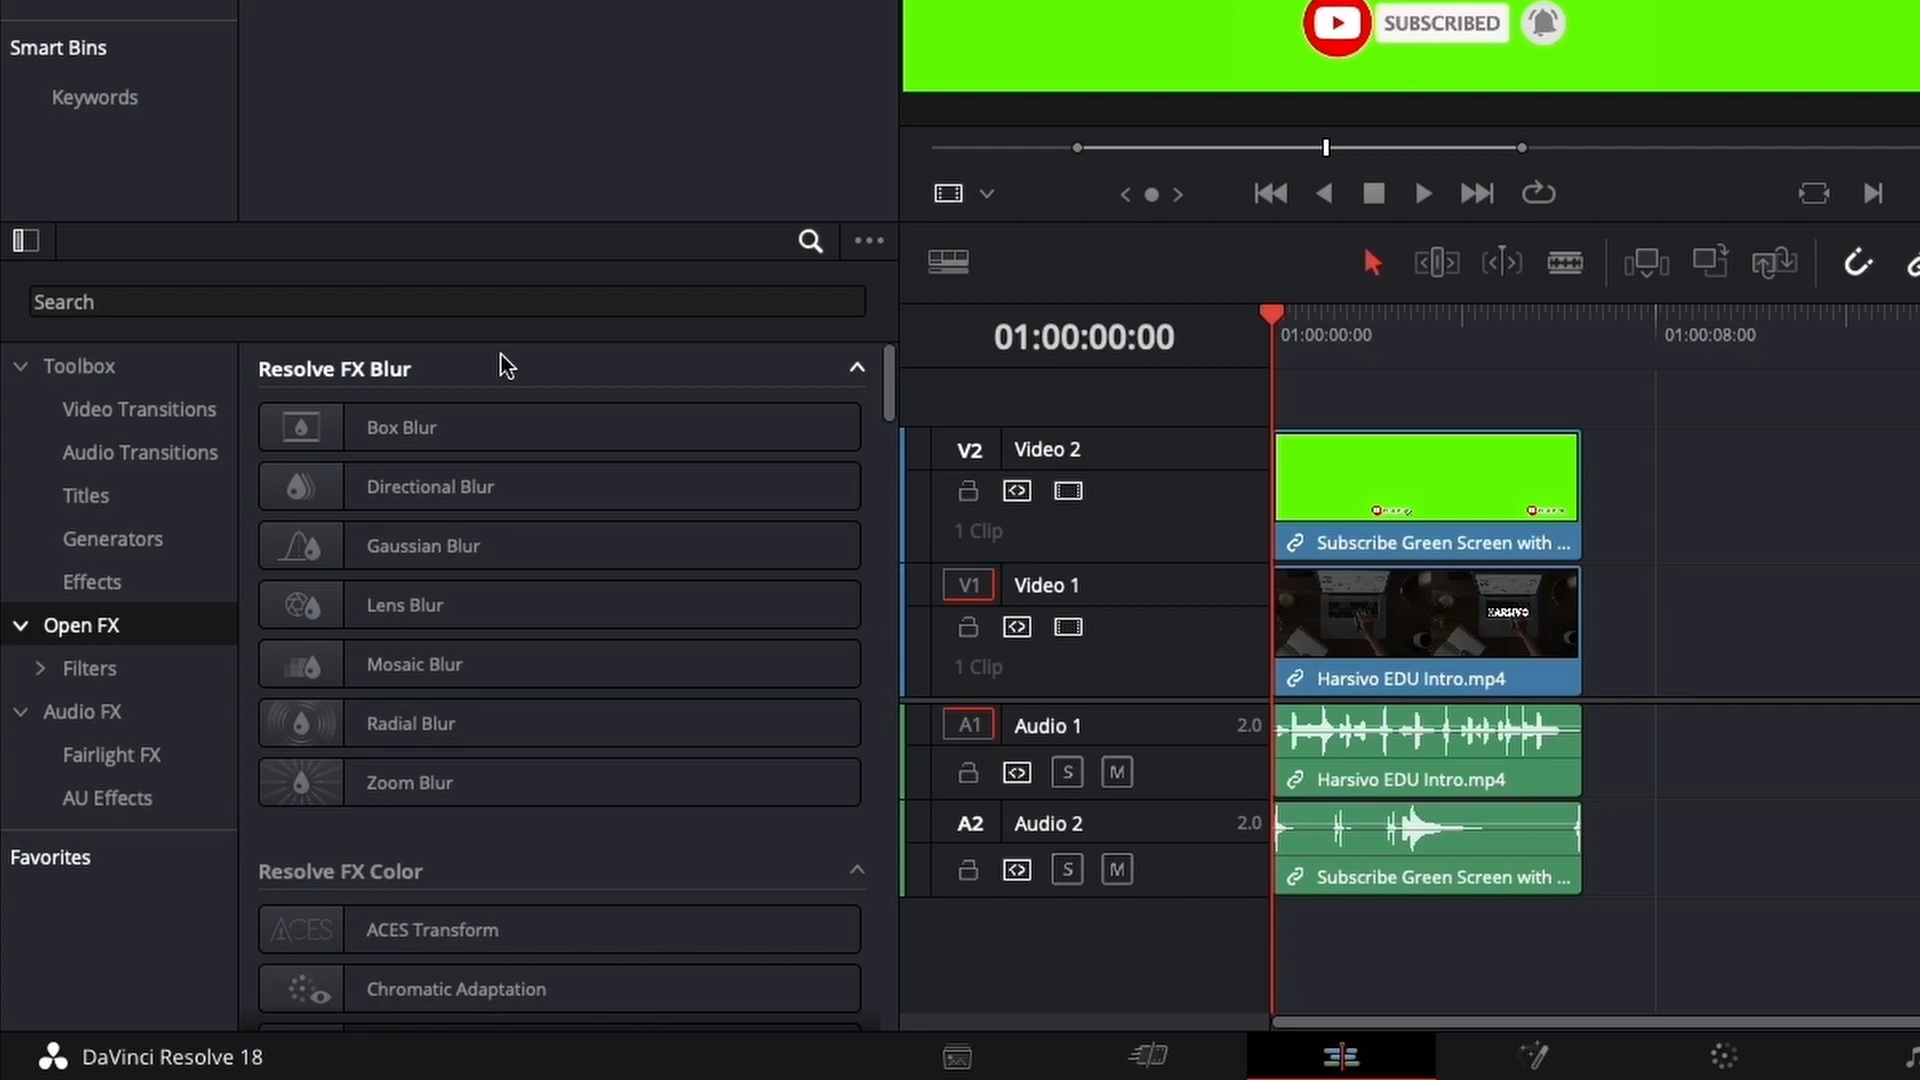 Smart Bins
Keywords
SUBSCRIBED
Search
Toolbox
Video Transitions
Audio Transitions
Titles
Generators
Effects
Open FX
Filters
Audio FX
Fairlight FX
AU Effects
Favorites
Resolve FX Blur
Box Blur
Directional Blur
Gaussian Blur
Lens Blur
Mosaic Blur
Radial Blur
Zoom Blur
Resolve FX Color
ACES
ACES Transform
Chromatic Adaptation
01:00:00:00
01:00:00:00
01:00:08:00
V2 Video 2
1 Clip
Subscribe Green Screen with ...
V1 Video 1
1 Clip
HARSIVO
Harsivo EDU Intro.mp4
A1 Audio 1 2.0
S M
Harsivo EDU Intro.mp4
A2 Audio 2 2.0
S M
Subscribe Green Screen with ...
DaVinci Resolve 18